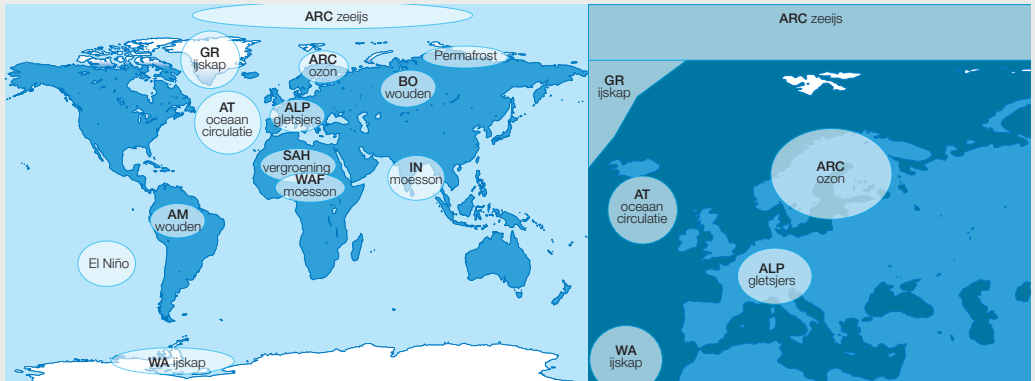 ARC zeeijs
GR
ijskap
ARC
ozon
Permafrost
BO
wouden
AT
oceaan
circulatie
ALP
gletsjers
SAH
vergroening
WAF
moesson
IN
moesson
AM
wouden
El Niño
WA ijskap
ARC zeeijs
GR
ijskap
ARC
ozon
AT
oceaan
circulatie
ALP
gletsjers
WA
ijskap